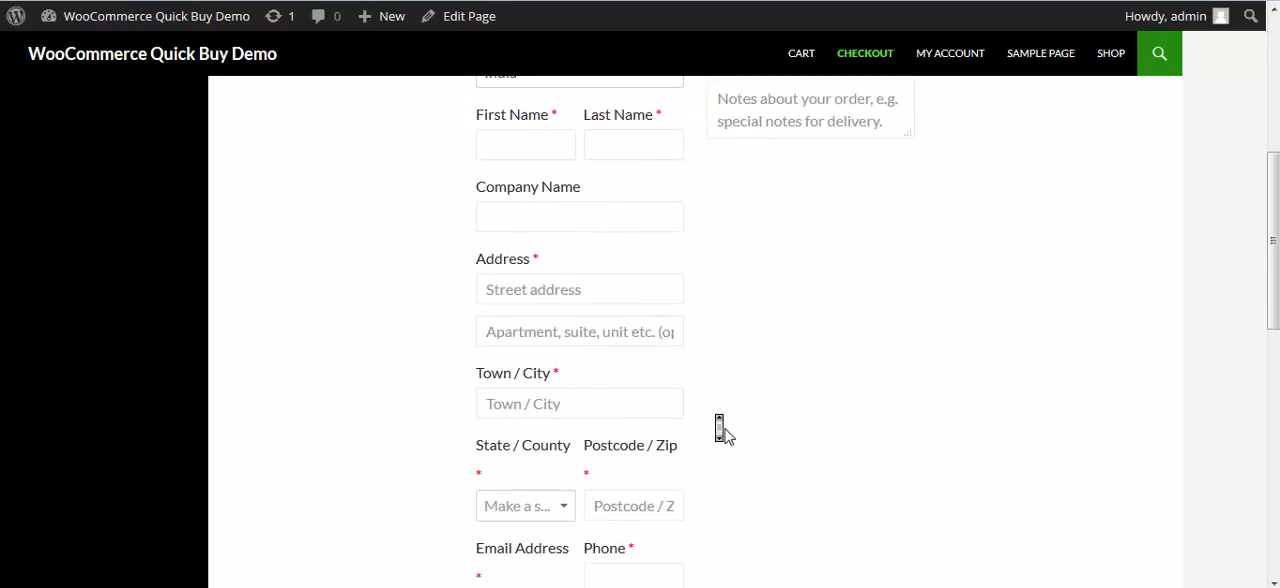 WooCommerce Quick Buy Demo 1 0 New Edit Page Howdy, admin
WooCommerce Quick Buy Demo CART CHECKOUT MY ACCOUNT SAMPLE PAGE SHOP
Notes about your order, e.g.
special notes for delivery.
First Name * Last Name *
Company Name
Address *
Street address
Apartment, suite, unit etc. (op
Town / City *
Town / City
State / County Postcode / Zip
* *
Make a s... Postcode / Z
Email Address Phone *
*